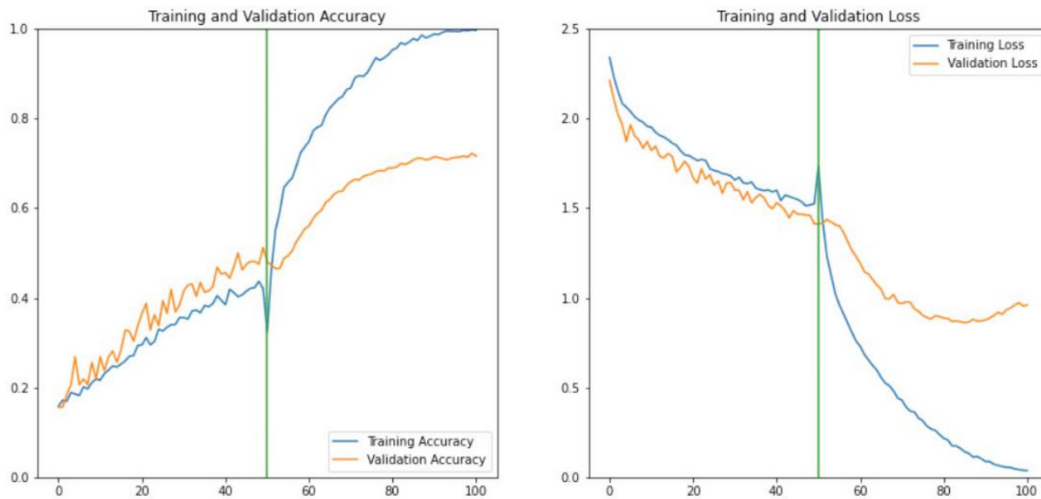 Training and Validation Accuracy
1.0
0.8
0.6
0.4
0.2
0.0
0 20 40 60 80 100
Training Accuracy
Validation Accuracy
Training and Validation Loss
2.5
2.0
1.5
1.0
0.5
0.0
0 20 40 60 80 100
Training Loss
Validation Loss